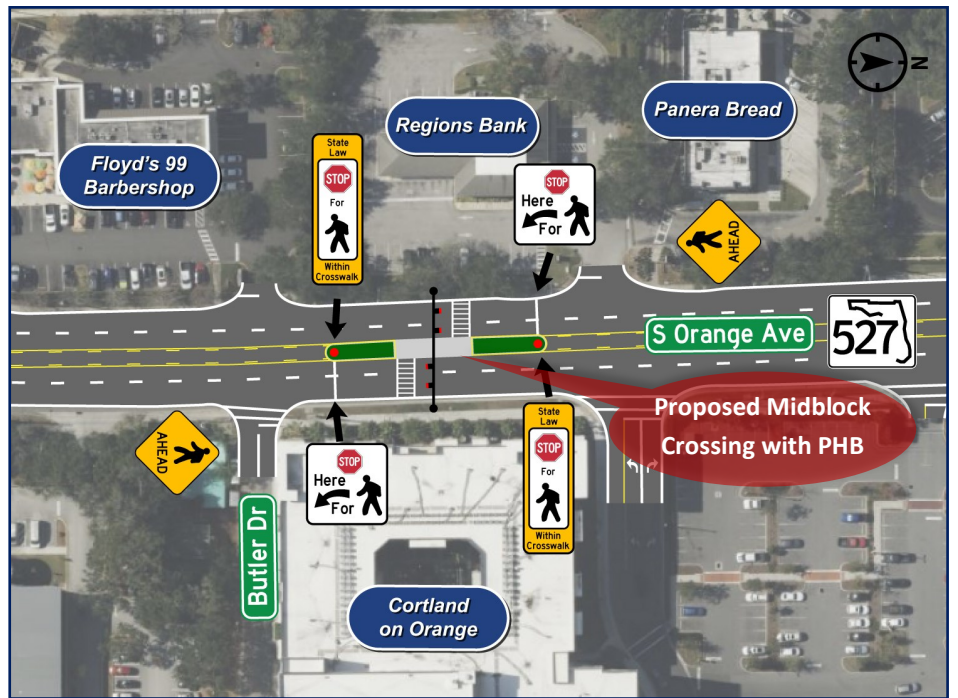 N
Panera Bread
Regions Bank
Floyd's 99
Barbershop
State
Law
STOP
For
Within
Crosswalk
STOP
Here
For
AHEAD
S Orange Ave
527
Proposed Midblock
Crossing with PHB
AHEAD
STOP
Here
For
State
Law
STOP
For
Within
Crosswalk
Butler Dr
Cortland
on Orange